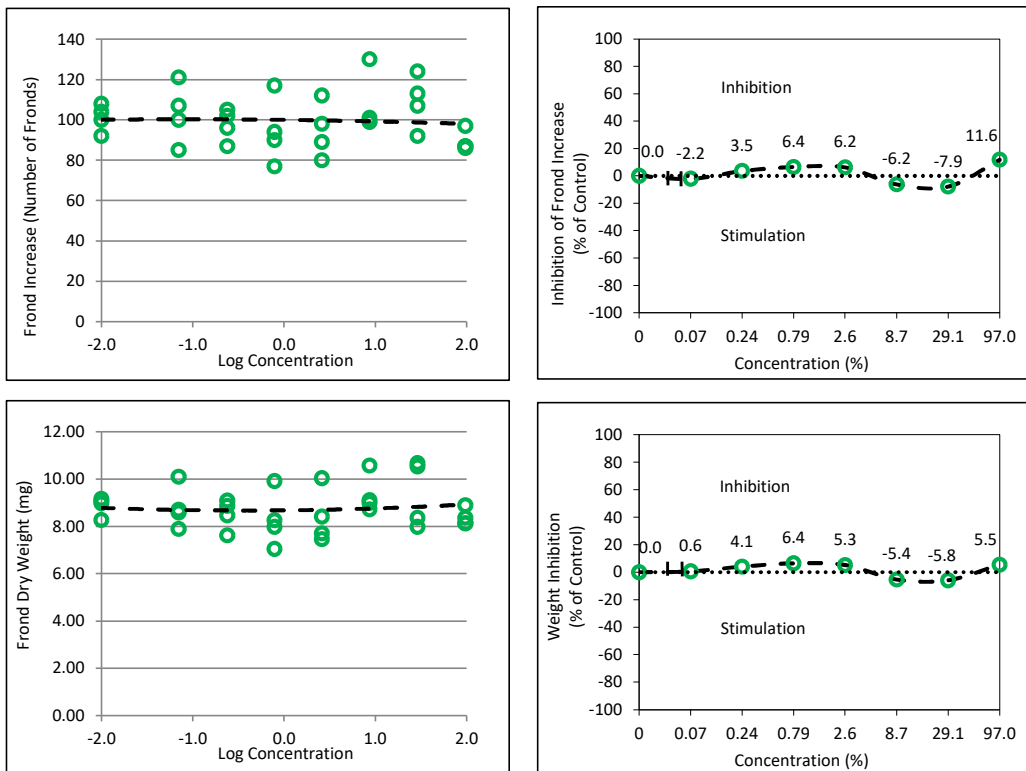 Frond Increase (Number of Fronds)
140
120
100
80
60
40
20
0
-2.0 -1.0 0.0 1.0 2.0
Log Concentration
Inhibition of Frond Increase
(% of Control)
100
80
60
40
20
0
-20
-40
-60
-80
-100
Inhibition
0.0 -2.2 3.5 6.4 6.2 -6.2 -7.9 11.6
Stimulation
0 0.07 0.24 0.79 2.6 8.7 29.1 97.0
Concentration (%)
Frond Dry Weight (mg)
12.00
10.00
8.00
6.00
4.00
2.00
0.00
-2.0 -1.0 0.0 1.0 2.0
Log Concentration
Weight Inhibition
(% of Control)
100
80
60
40
20
0
-20
-40
-60
-80
-100
Inhibition
0.0 0.6 4.1 6.4 5.3 -5.4 -5.8 5.5
Stimulation
0 0.07 0.24 0.79 2.6 8.7 29.1 97.0
Concentration (%)